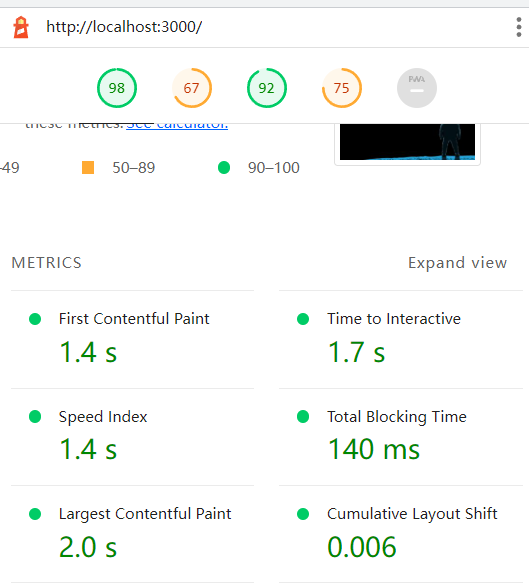 http://localhost:3000/
98 67 92 75 PWA
these metrics. See calculator.
-49 50–89 90–100
METRICS Expand view
First Contentful Paint Time to Interactive
1.4 s 1.7 s
Speed Index Total Blocking Time
1.4 s 140 ms
Largest Contentful Paint Cumulative Layout Shift
2.0 s 0.006